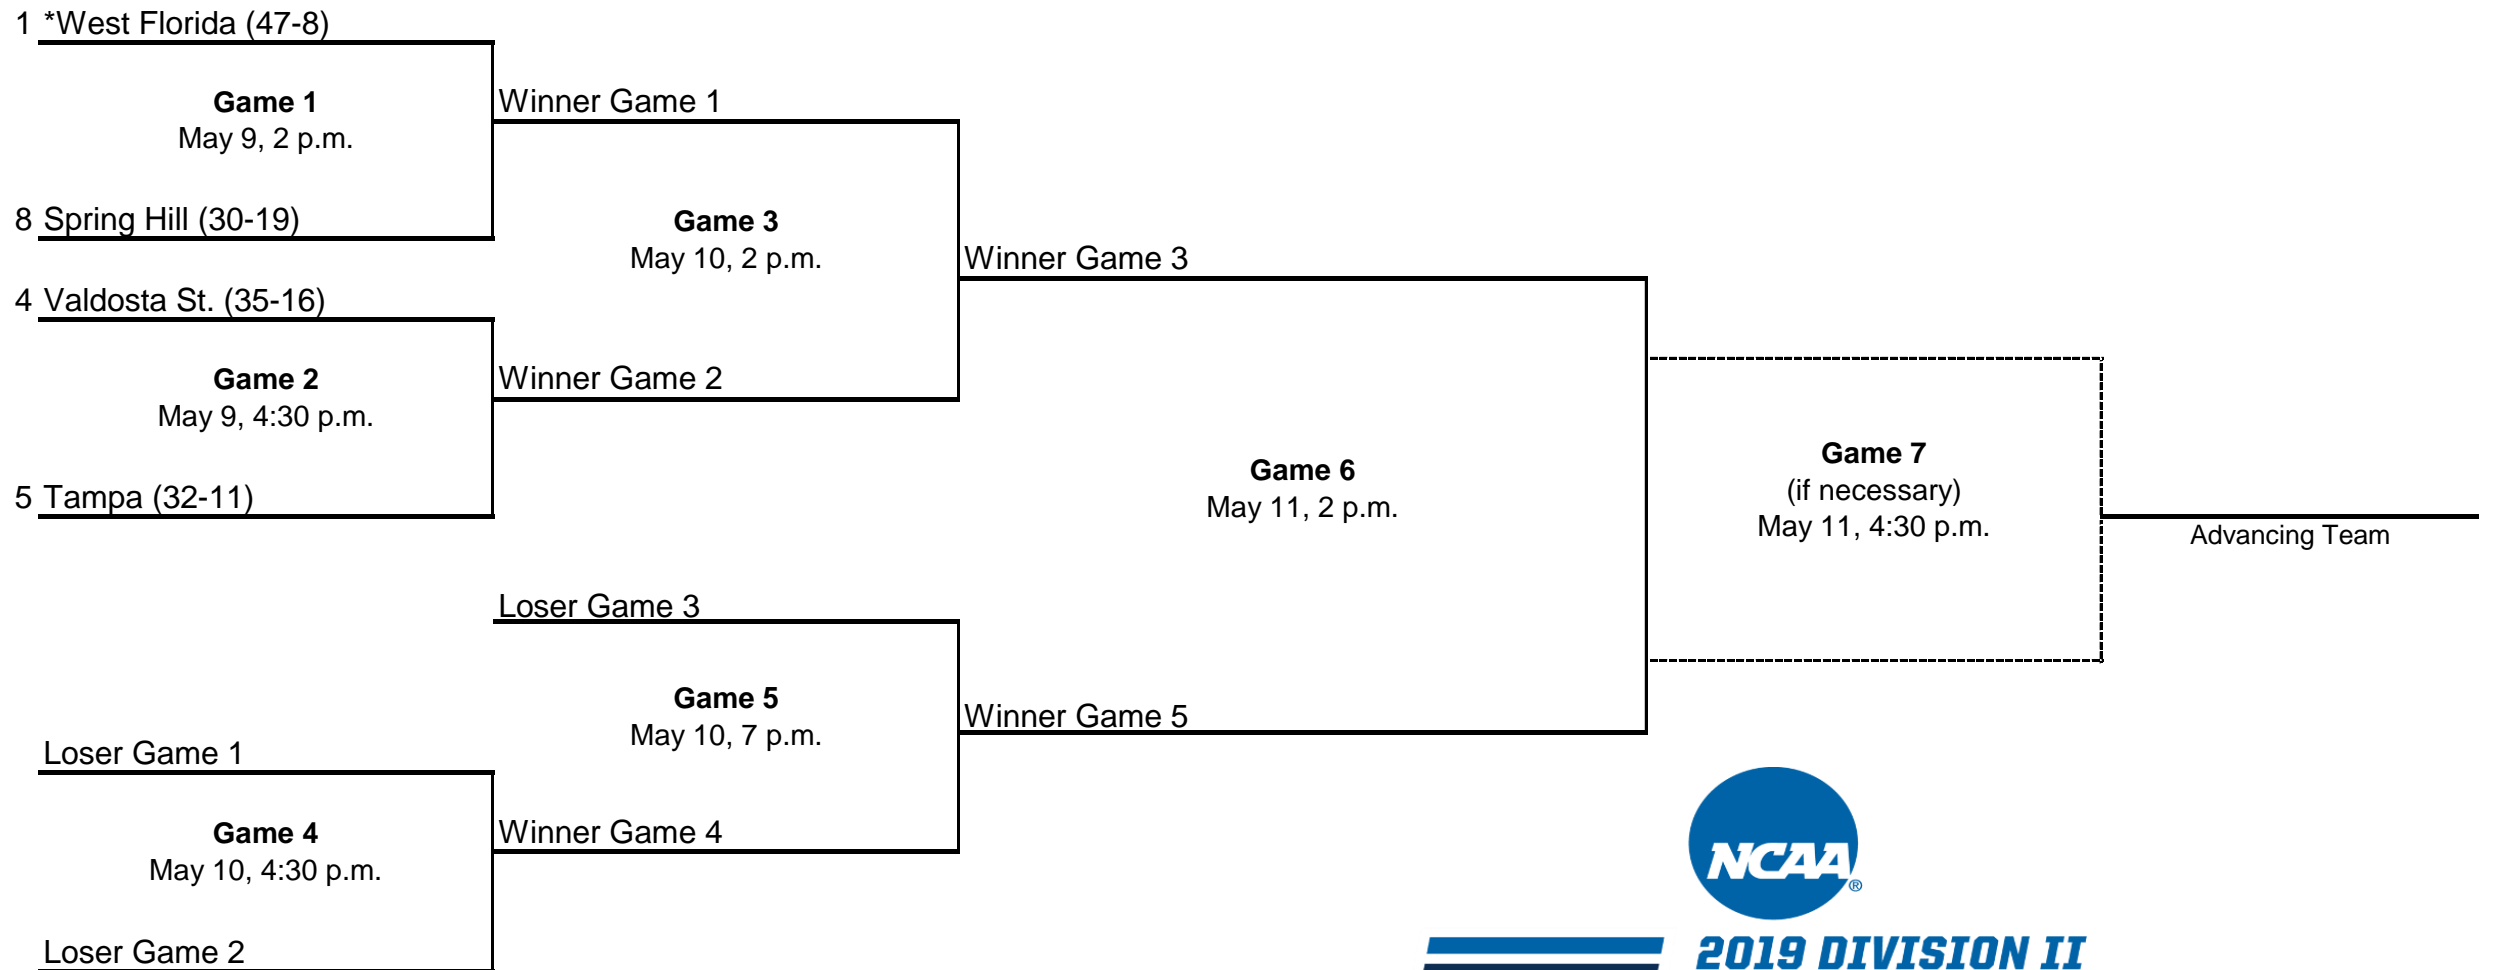 1 *West Florida (47-8)
Game 1
May 9, 2 p.m.
Winner Game 1
8 Spring Hill (30-19)
Game 3
May 10, 2 p.m.
Winner Game 3
4 Valdosta St. (35-16)
Game 2
May 9, 4:30 p.m.
Winner Game 2
5 Tampa (32-11)
Game 6
May 11, 2 p.m.
Game 7
(if necessary)
May 11, 4:30 p.m.
Advancing Team
Loser Game 3
Game 5
May 10, 7 p.m.
Winner Game 5
Loser Game 1
Game 4
May 10, 4:30 p.m.
Winner Game 4
Loser Game 2
NCAA®
2019 DIVISION II